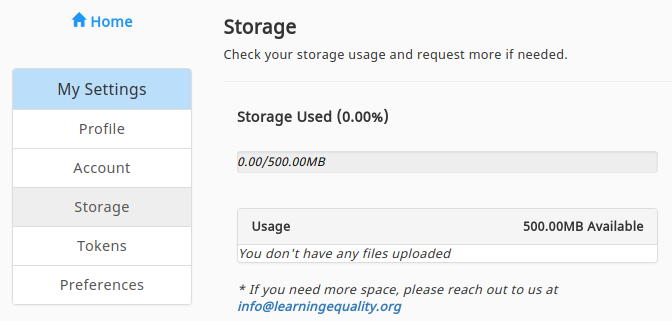 Home
My Settings
Profile
Account
Storage
Tokens
Preferences
Storage
Check your storage usage and request more if needed.
Storage Used (0.00%)
0.00/500.00MB
Usage 500.00MB Available
You don't have any files uploaded
* If you need more space, please reach out to us at
info@learningequality.org